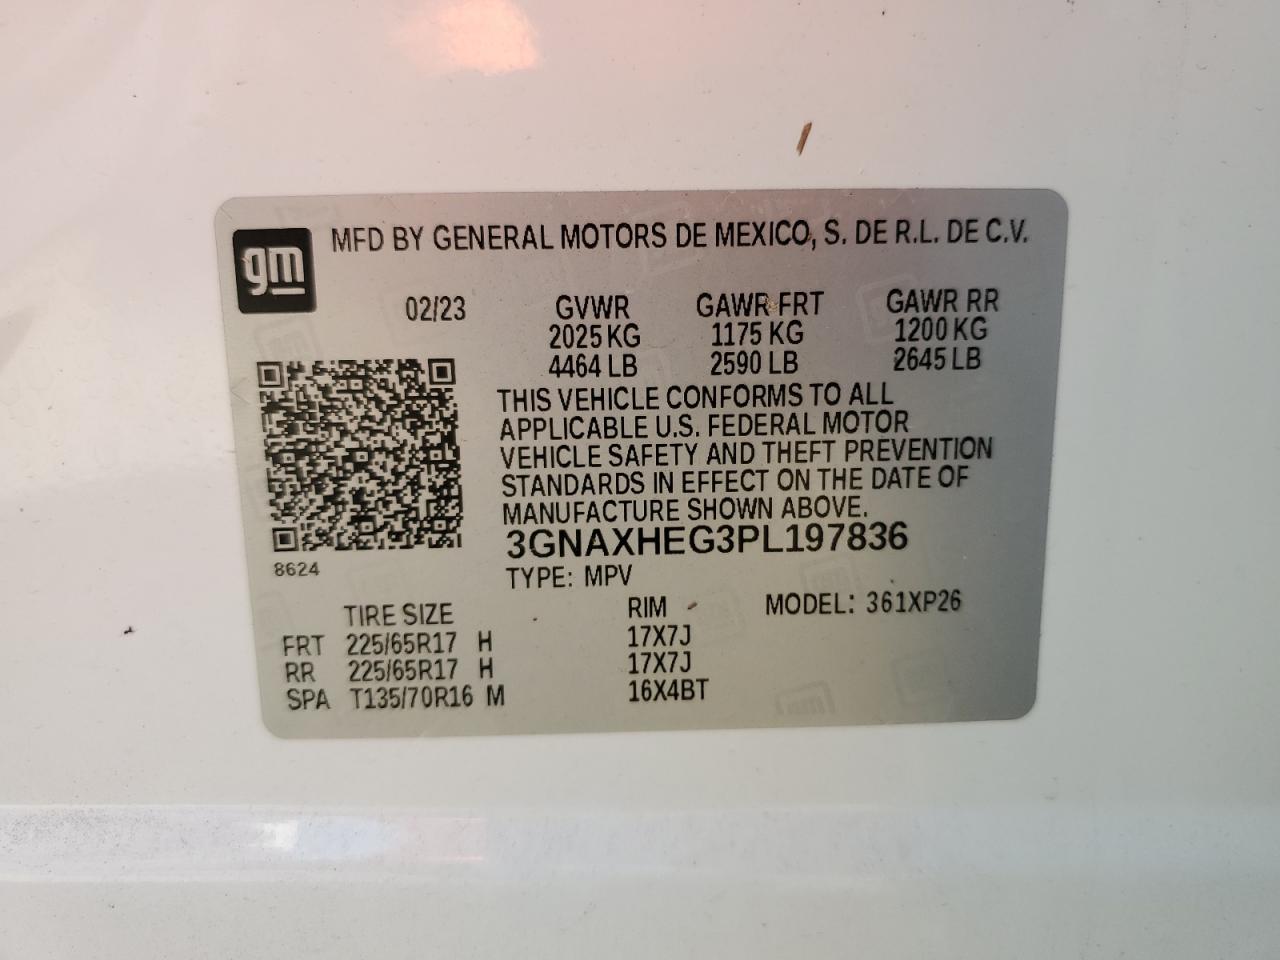 gm
MFD BY GENERAL MOTORS DE MEXICO, S. DE R.L. DE C.V.
02/23 GVWR GAWR FRT GAWR RR
2025 KG 1175 KG 1200 KG
4464 LB 2590 LB 2645 LB
THIS VEHICLE CONFORMS TO ALL
APPLICABLE U.S. FEDERAL MOTOR
VEHICLE SAFETY AND THEFT PREVENTION
STANDARDS IN EFFECT ON THE DATE OF
MANUFACTURE SHOWN ABOVE.
3GNAXHEG3PL197836
8624
TYPE: MPV
MODEL: 361XP26
TIRE SIZE RIM
FRT 225/65R17 H 17X7J
RR 225/65R17 H 17X7J
SPA T135/70R16 M 16X4BT